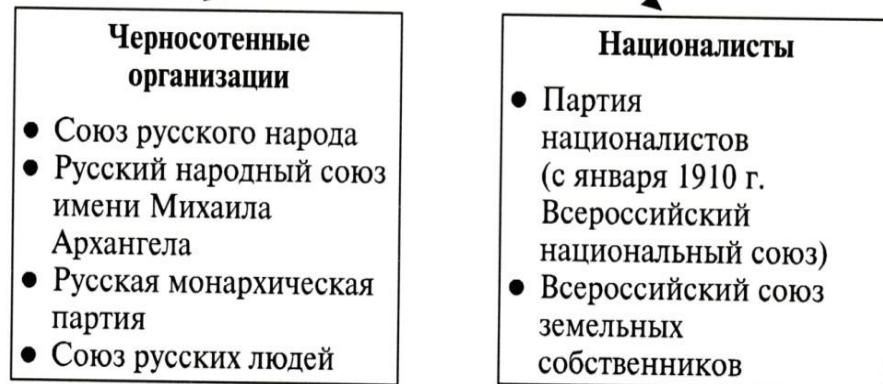 Черносотенные
организации
● Союз русского народа
● Русский народный союз
имени Михаила
Архангела
● Русская монархическая
партия
● Союз русских людей
Националисты
● Партия
националистов
(с января 1910 г.
Всероссийский
национальный союз)
● Всероссийский союз
земельных
собственников